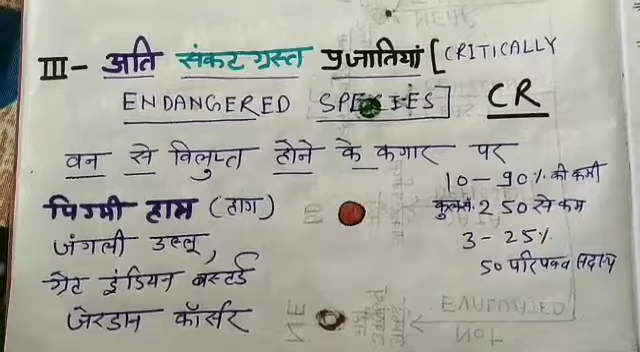 III - अति संकटग्रस्त प्रजातियां [CRITICALLY
ENDANGERED SPECIES] CR
वन से विलुप्त होने के कगार पर
10 - 90% की कमी
पिग्मी हाग (हाग)
कुल सं. 250 से कम
जंगली उल्लू,
3 - 25%
ग्रेट इंडियन बस्टर्ड
50 परिपक्व सदस्य
जेरडान कॉर्सर